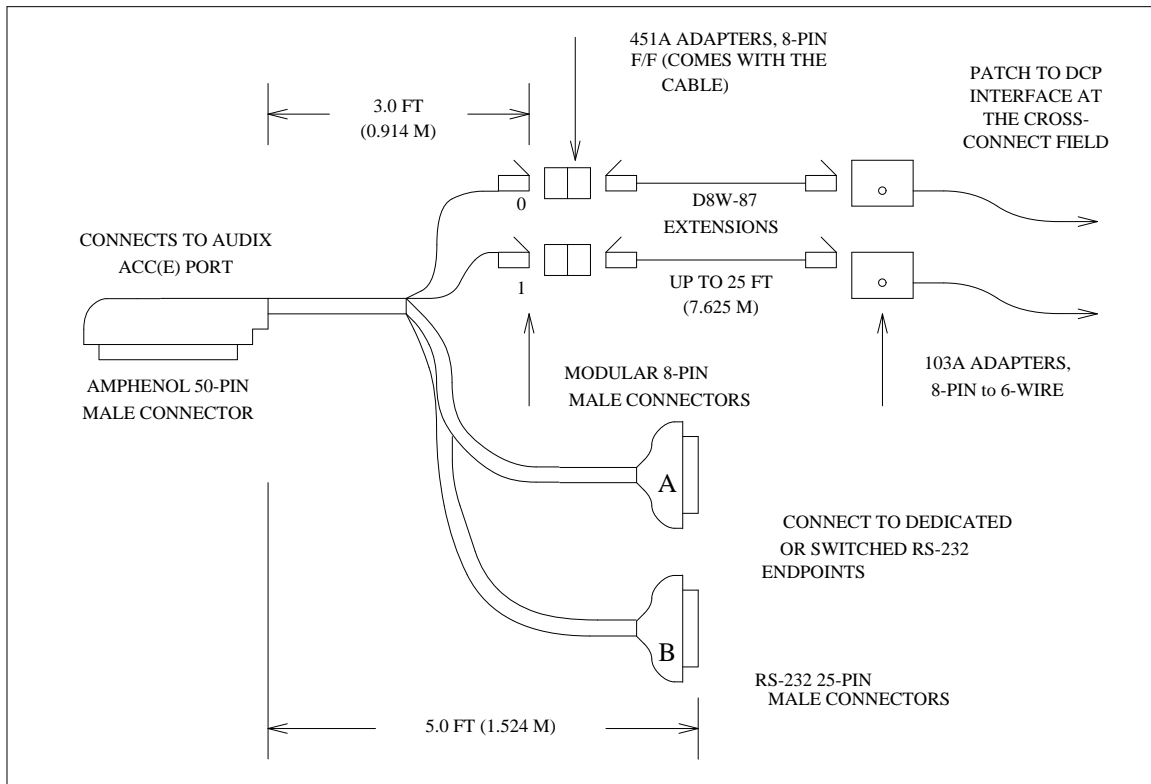 451A ADAPTERS, 8-PIN
F/F (COMES WITH THE
CABLE)
PATCH TO DCP
INTERFACE AT
THE CROSS-
CONNECT FIELD
3.0 FT
(0.914 M)
0
D8W-87
EXTENSIONS
CONNECTS TO AUDIX
ACC(E) PORT
1
UP TO 25 FT
(7.625 M)
AMPHENOL 50-PIN
MALE CONNECTOR
MODULAR 8-PIN
MALE CONNECTORS
103A ADAPTERS,
8-PIN to 6-WIRE
A
CONNECT TO DEDICATED
OR SWITCHED RS-232
ENDPOINTS
B
RS-232 25-PIN
MALE CONNECTORS
5.0 FT (1.524 M)